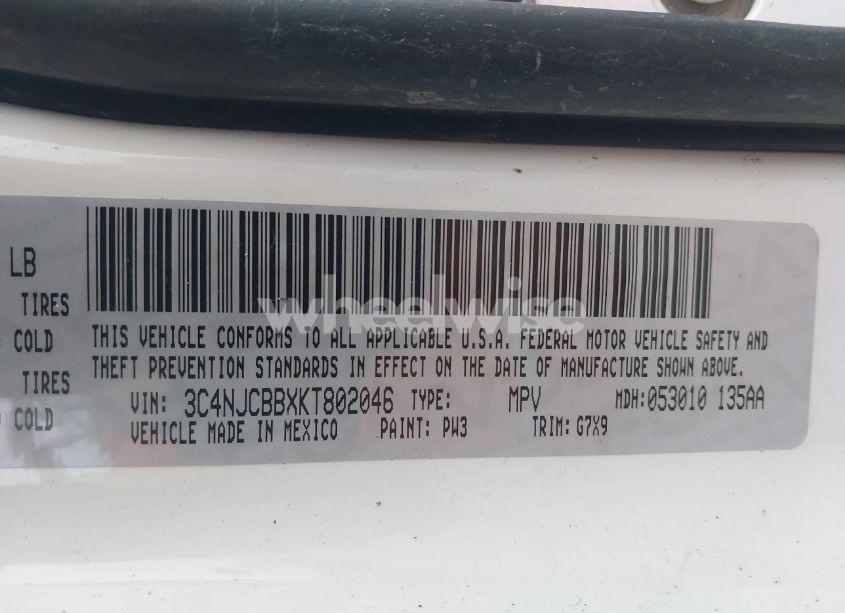 LB
TIRES
COLD
TIRES
COLD
wheelwise
THIS VEHICLE CONFORMS TO ALL APPLICABLE U.S.A. FEDERAL MOTOR VEHICLE SAFETY AND
THEFT PREVENTION STANDARDS IN EFFECT ON THE DATE OF MANUFACTURE SHOWN ABOVE.
VIN: 3C4NJCBBXKT802046 TYPE: MPV MDH: 053010 135AA
VEHICLE MADE IN MEXICO PAINT: PW3 TRIM: G7X9